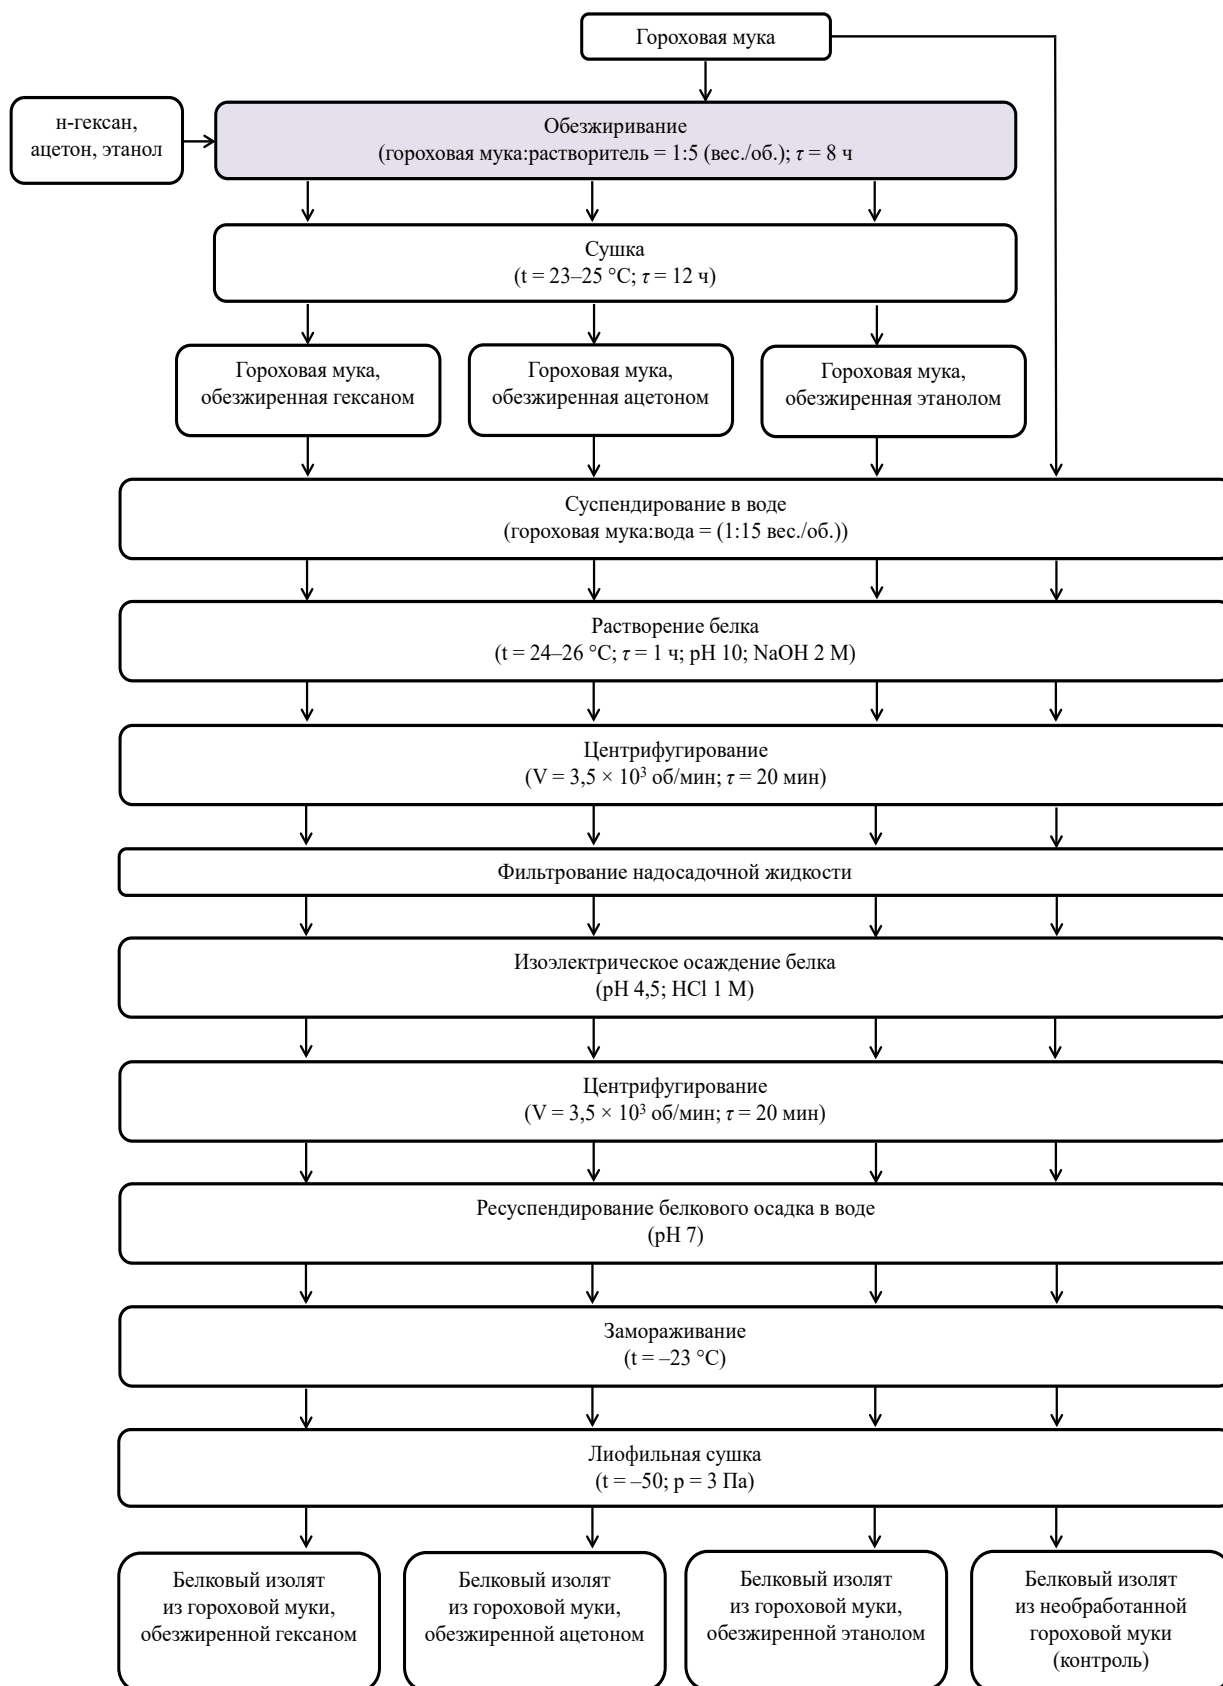 Гороховая мука
н-гексан,
ацетон, этанол
Обезжиривание
(гороховая мука:растворитель = 1:5 (вес./об.); τ = 8 ч
Сушка
(t = 23–25 °C; τ = 12 ч)
Гороховая мука,
обезжиренная гексаном
Гороховая мука,
обезжиренная ацетоном
Гороховая мука,
обезжиренная этанолом
Суспендирование в воде
(гороховая мука:вода = (1:15 вес./об.))
Растворение белка
(t = 24–26 °C; τ = 1 ч; pH 10; NaOH 2 М)
Центрифугирование
(V = 3,5 × 10³ об/мин; τ = 20 мин)
Фильтрование надосадочной жидкости
Изоэлектрическое осаждение белка
(pH 4,5; HCl 1 М)
Центрифугирование
(V = 3,5 × 10³ об/мин; τ = 20 мин)
Ресуспендирование белкового осадка в воде
(pH 7)
Замораживание
(t = –23 °C)
Лиофильная сушка
(t = –50; p = 3 Па)
Белковый изолят
из гороховой муки,
обезжиренной гексаном
Белковый изолят
из гороховой муки,
обезжиренной ацетоном
Белковый изолят
из гороховой муки,
обезжиренной этанолом
Белковый изолят
из необработанной
гороховой муки
(контроль)